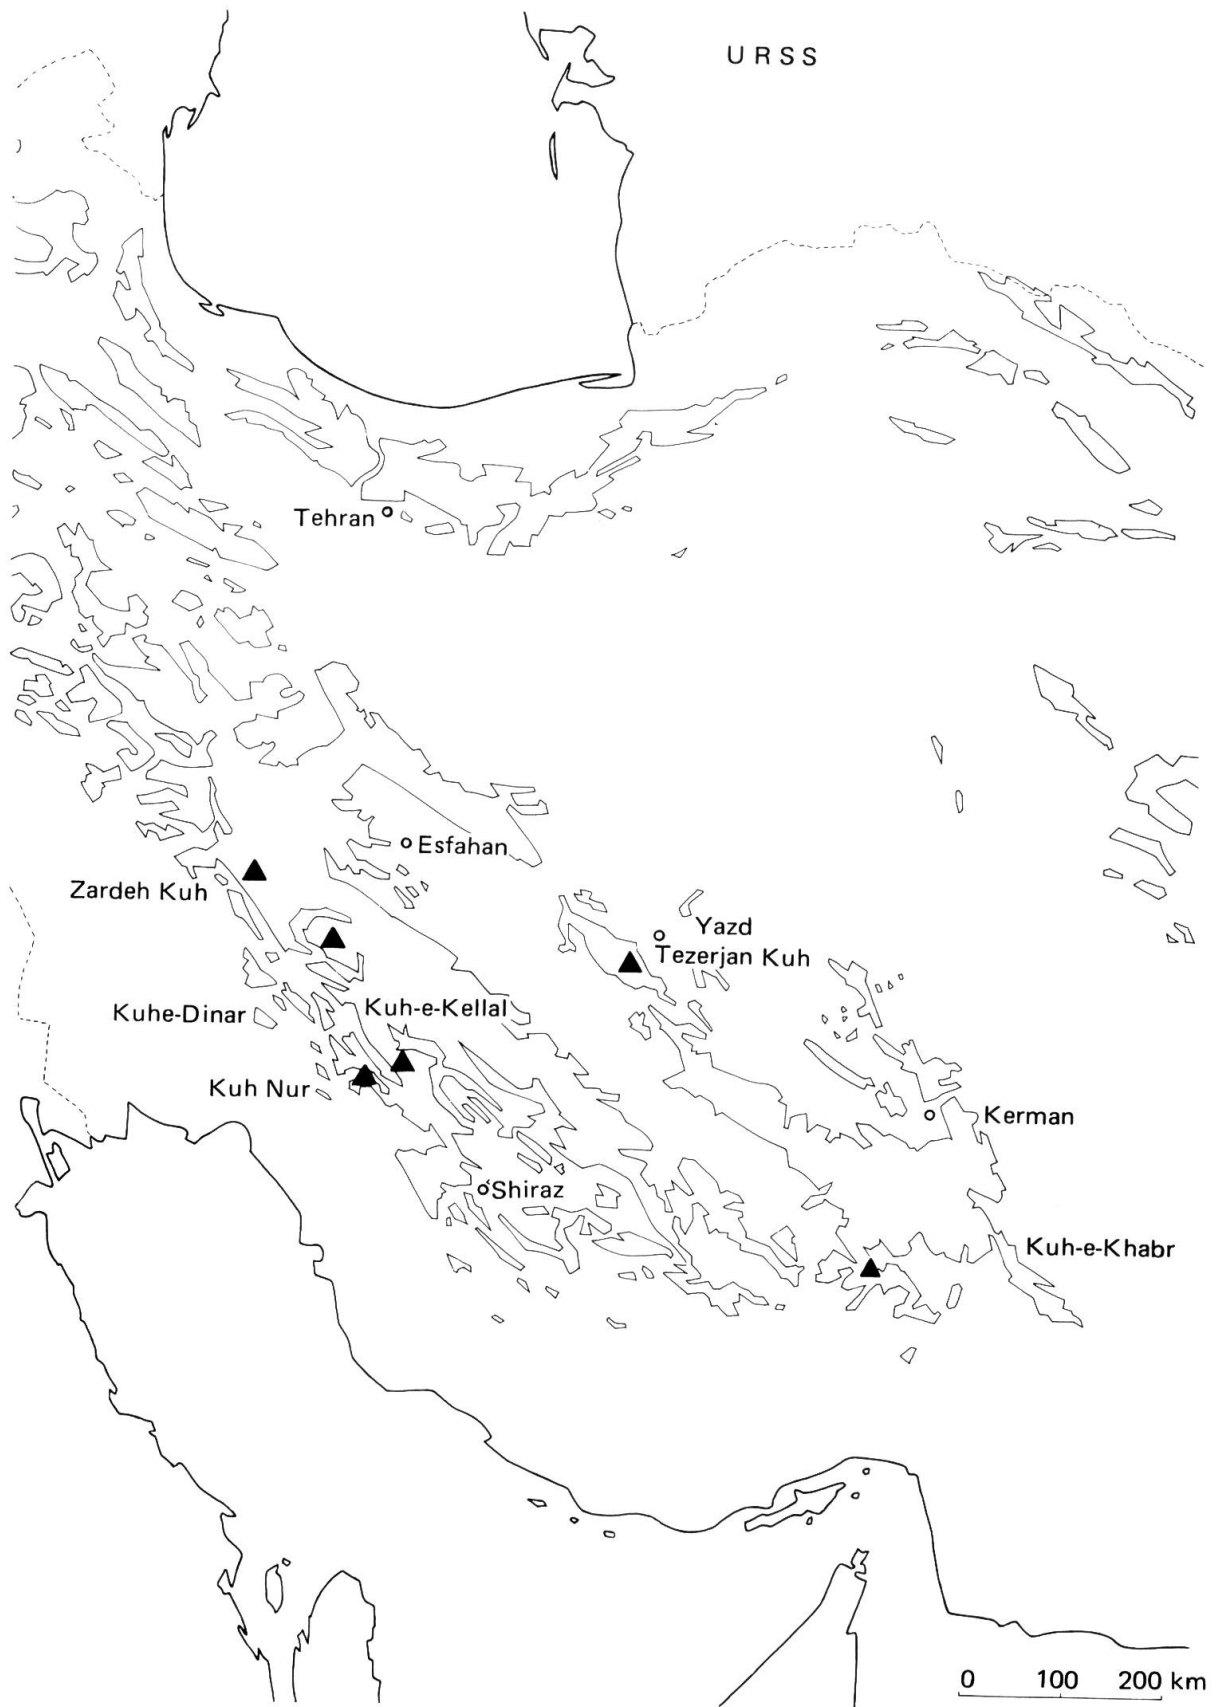 URSS
Tehran
Esfahan
Zardeh Kuh
Yazd
Tezerjan Kuh
Kuh-e-Kellal
Kuhe-Dinar
Kuh Nur
Kerman
Shiraz
Kuh-e-Khabr
0 100 200 km